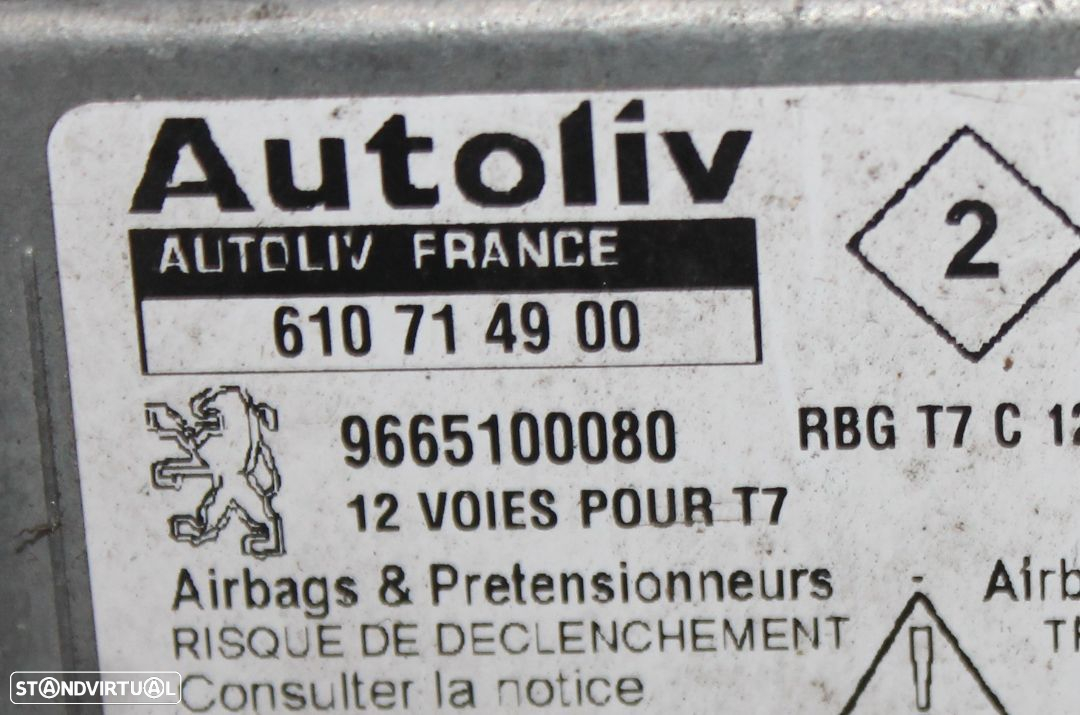 Autoliv
AUTOLIV FRANCE
2
610 71 49 00
9665100080
RBG T7 C 12
12 VOIES POUR T7
Airbags & Pretensionneurs
RISQUE DE DECLENCHEMENT
Consulter la notice
STANDVIRTUAL